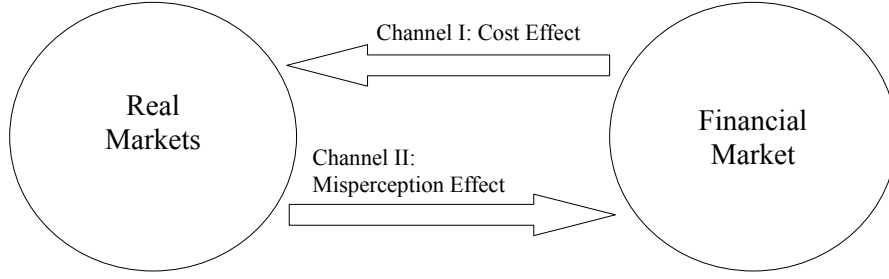 Channel I: Cost Effect
Real
Markets
Financial
Market
Channel II:
Misperception Effect